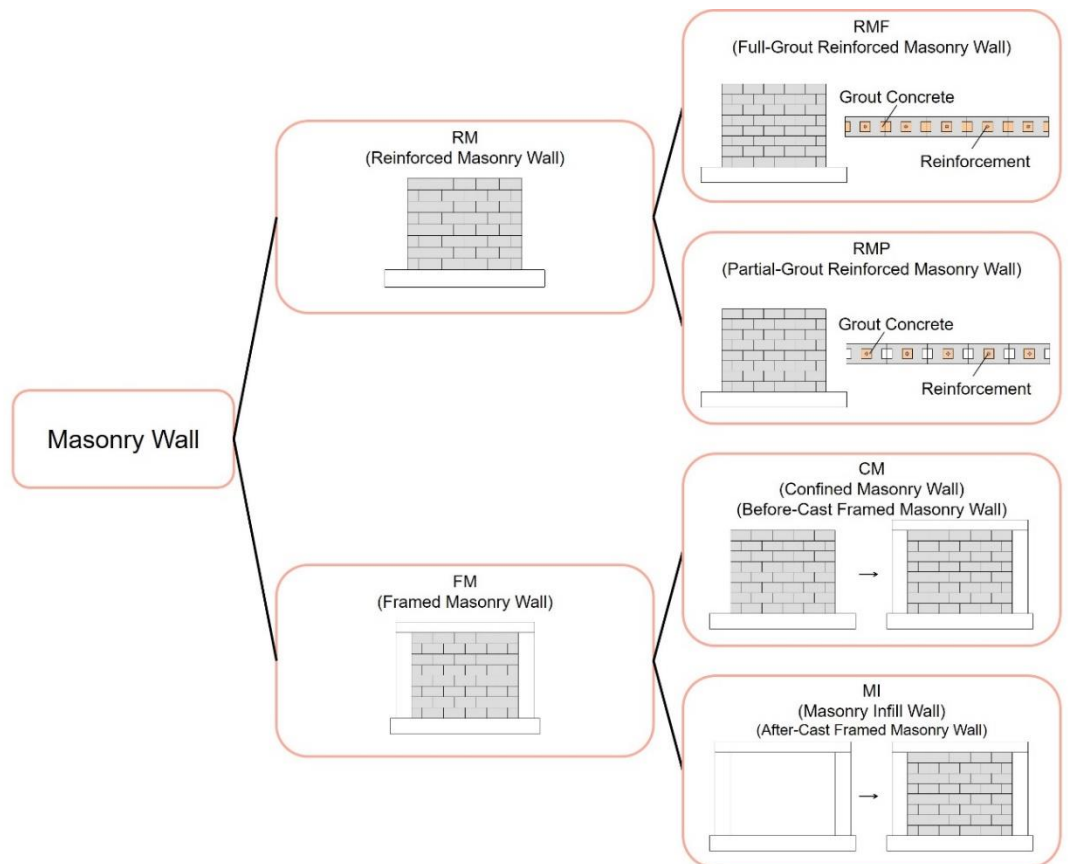 Masonry Wall
RM
(Reinforced Masonry Wall)
FM
(Framed Masonry Wall)
RMF
(Full-Grout Reinforced Masonry Wall)
Grout Concrete
Reinforcement
RMP
(Partial-Grout Reinforced Masonry Wall)
Grout Concrete
Reinforcement
CM
(Confined Masonry Wall)
(Before-Cast Framed Masonry Wall)
MI
(Masonry Infill Wall)
(After-Cast Framed Masonry Wall)